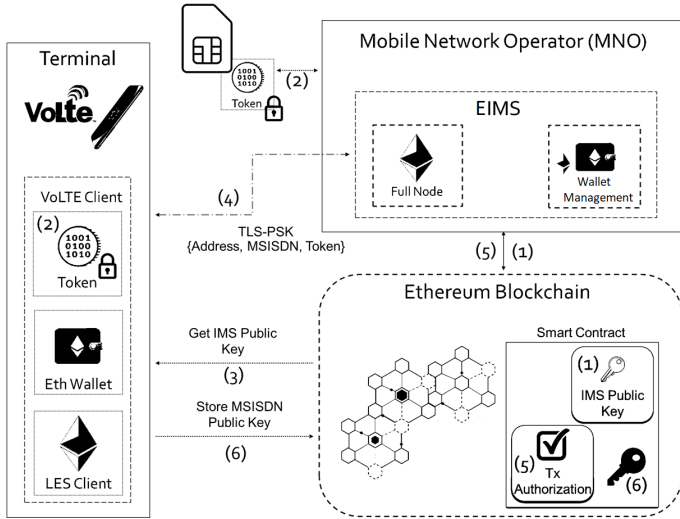 Terminal
VoLte
VoLTE Client
(2)
1001
0100
1010
Token
Eth Wallet
LES Client
1001
0100
1010
Token
(2)
Mobile Network Operator (MNO)
EIMS
Full Node
Wallet
Management
(4)
TLS-PSK
{Address, MSISDN, Token}
(5)
(1)
Get IMS Public
Key
(3)
Store MSISDN
Public Key
(6)
Ethereum Blockchain
Smart Contract
(1)
IMS Public
Key
(5)
Tx
Authorization
(6)